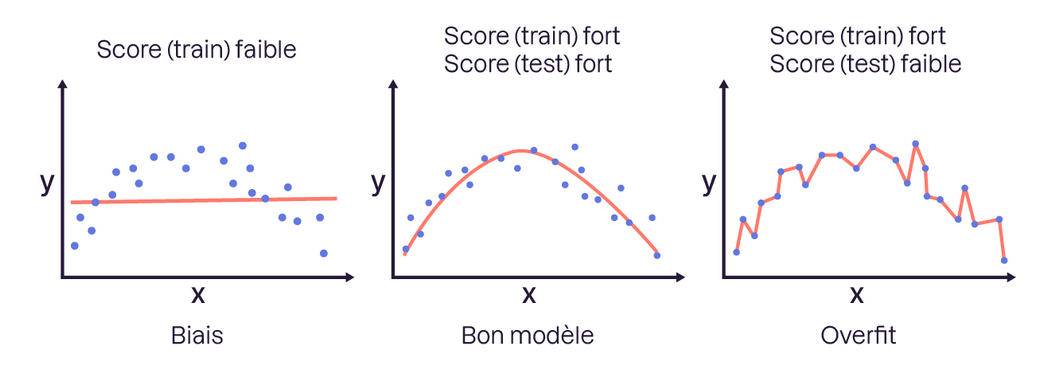 Score (train) faible
y
x
Biais
Score (train) fort
Score (test) fort
y
x
Bon modèle
Score (train) fort
Score (test) faible
y
x
Overfit